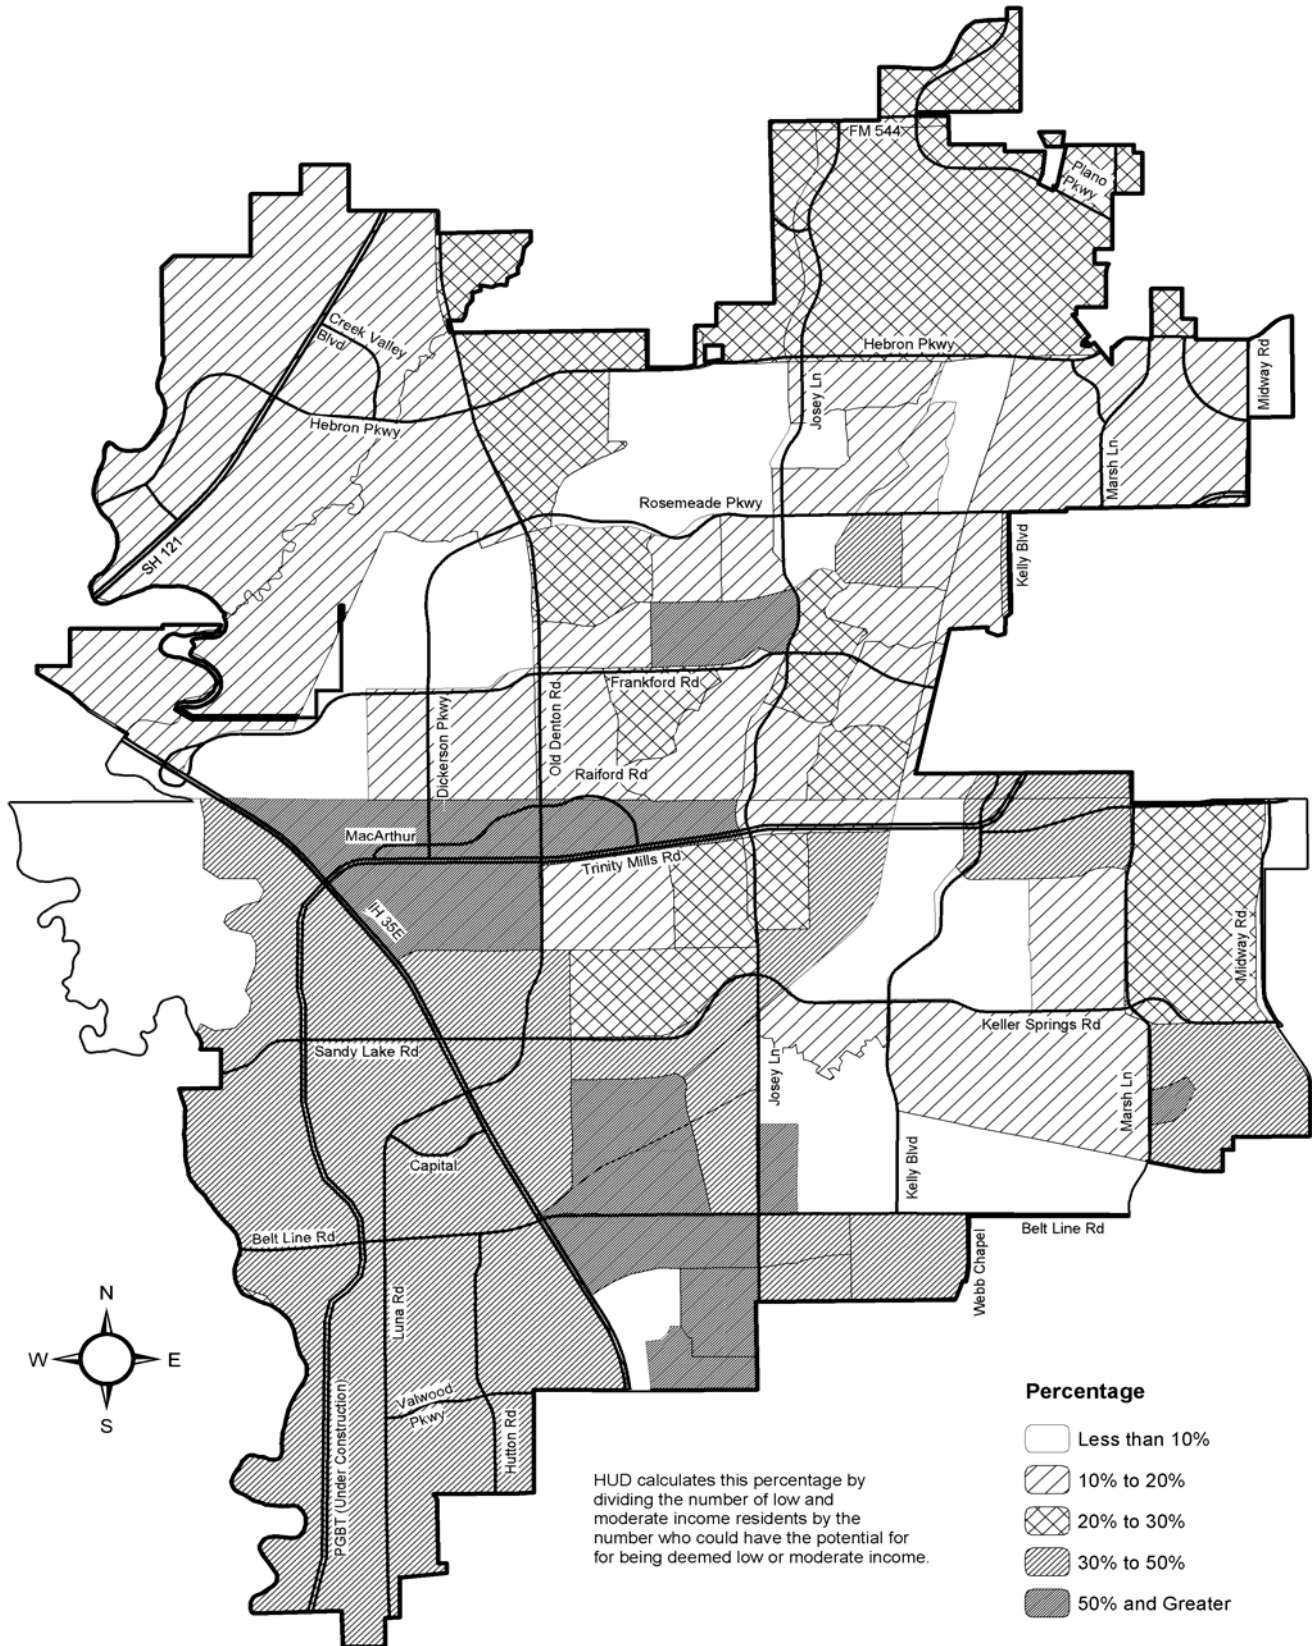 FM 544
Plano
Pkwy
Creek Valley
Blvd
Hebron Pkwy
Midway Rd
Josey Ln
Hebron Pkwy
Marsh Ln
Rosemeade Pkwy
SH 121
Kelly Blvd
Frankford Rd
Dickerson Pkwy
Old Denton Rd
Raiford Rd
MacArthur
Trinity Mills Rd
IH 35E
Midway Rd
Keller Springs Rd
Sandy Lake Rd
Josey Ln
Marsh Ln
Capital
Kelly Blvd
Belt Line Rd
Belt Line Rd
Webb Chapel
Luna Rd
N
W
E
S
PGBT (Under Construction)
Valwood
Pkwy
Hutton Rd
HUD calculates this percentage by
dividing the number of low and
moderate income residents by the
number who could have the potential for
for being deemed low or moderate income.
Percentage
Less than 10%
10% to 20%
20% to 30%
30% to 50%
50% and Greater